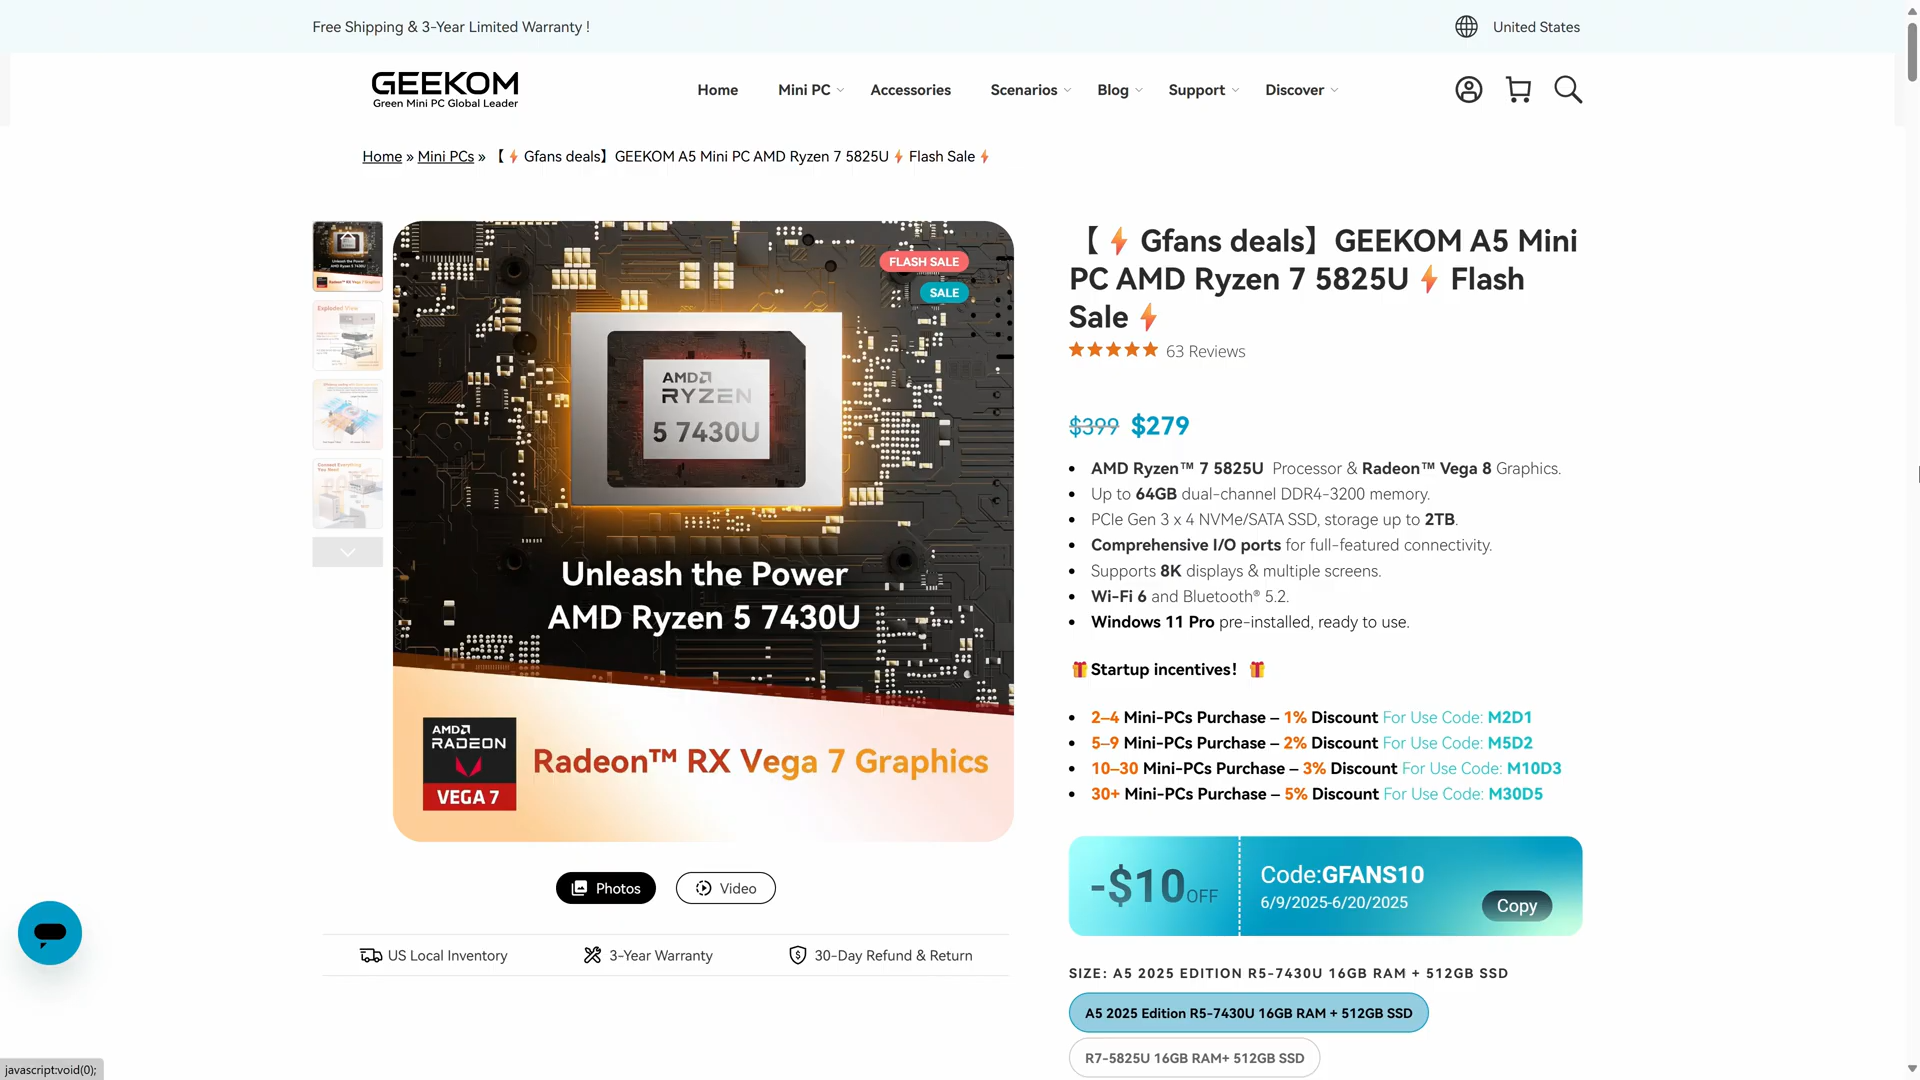 Free Shipping & 3-Year Limited Warranty !
United States
GEEKOM
Green Mini PC Global Leader
Home
Mini PC
Accessories
Scenarios
Blog
Support
Discover
Home » Mini PCs » 【⚡Gfans deals】GEEKOM A5 Mini PC AMD Ryzen 7 5825U⚡Flash Sale⚡
FLASH SALE
SALE
AMD
RYZEN
5 7430U
Unleash the Power
AMD Ryzen 5 7430U
AMD
RADEON
VEGA 7
Radeon™ RX Vega 7 Graphics
Photos
Video
US Local Inventory
3-Year Warranty
30-Day Refund & Return
【⚡Gfans deals】GEEKOM A5 Mini
PC AMD Ryzen 7 5825U⚡Flash
Sale⚡
63 Reviews
$399 $279
AMD Ryzen™ 7 5825U Processor & Radeon™ Vega 8 Graphics.
Up to 64GB dual-channel DDR4-3200 memory.
PCIe Gen 3 x 4 NVMe/SATA SSD, storage up to 2TB.
Comprehensive I/O ports for full-featured connectivity.
Supports 8K displays & multiple screens.
Wi-Fi 6 and Bluetooth® 5.2.
Windows 11 Pro pre-installed, ready to use.
🎁Startup incentives! 🎁
2–4 Mini-PCs Purchase – 1% Discount For Use Code: M2D1
5–9 Mini-PCs Purchase – 2% Discount For Use Code: M5D2
10–30 Mini-PCs Purchase – 3% Discount For Use Code: M10D3
30+ Mini-PCs Purchase – 5% Discount For Use Code: M30D5
-$10 OFF
Code:GFANS10
6/9/2025-6/20/2025
Copy
SIZE: A5 2025 EDITION R5-7430U 16GB RAM + 512GB SSD
A5 2025 Edition R5-7430U 16GB RAM + 512GB SSD
R7-5825U 16GB RAM+ 512GB SSD
javascript:void(0);